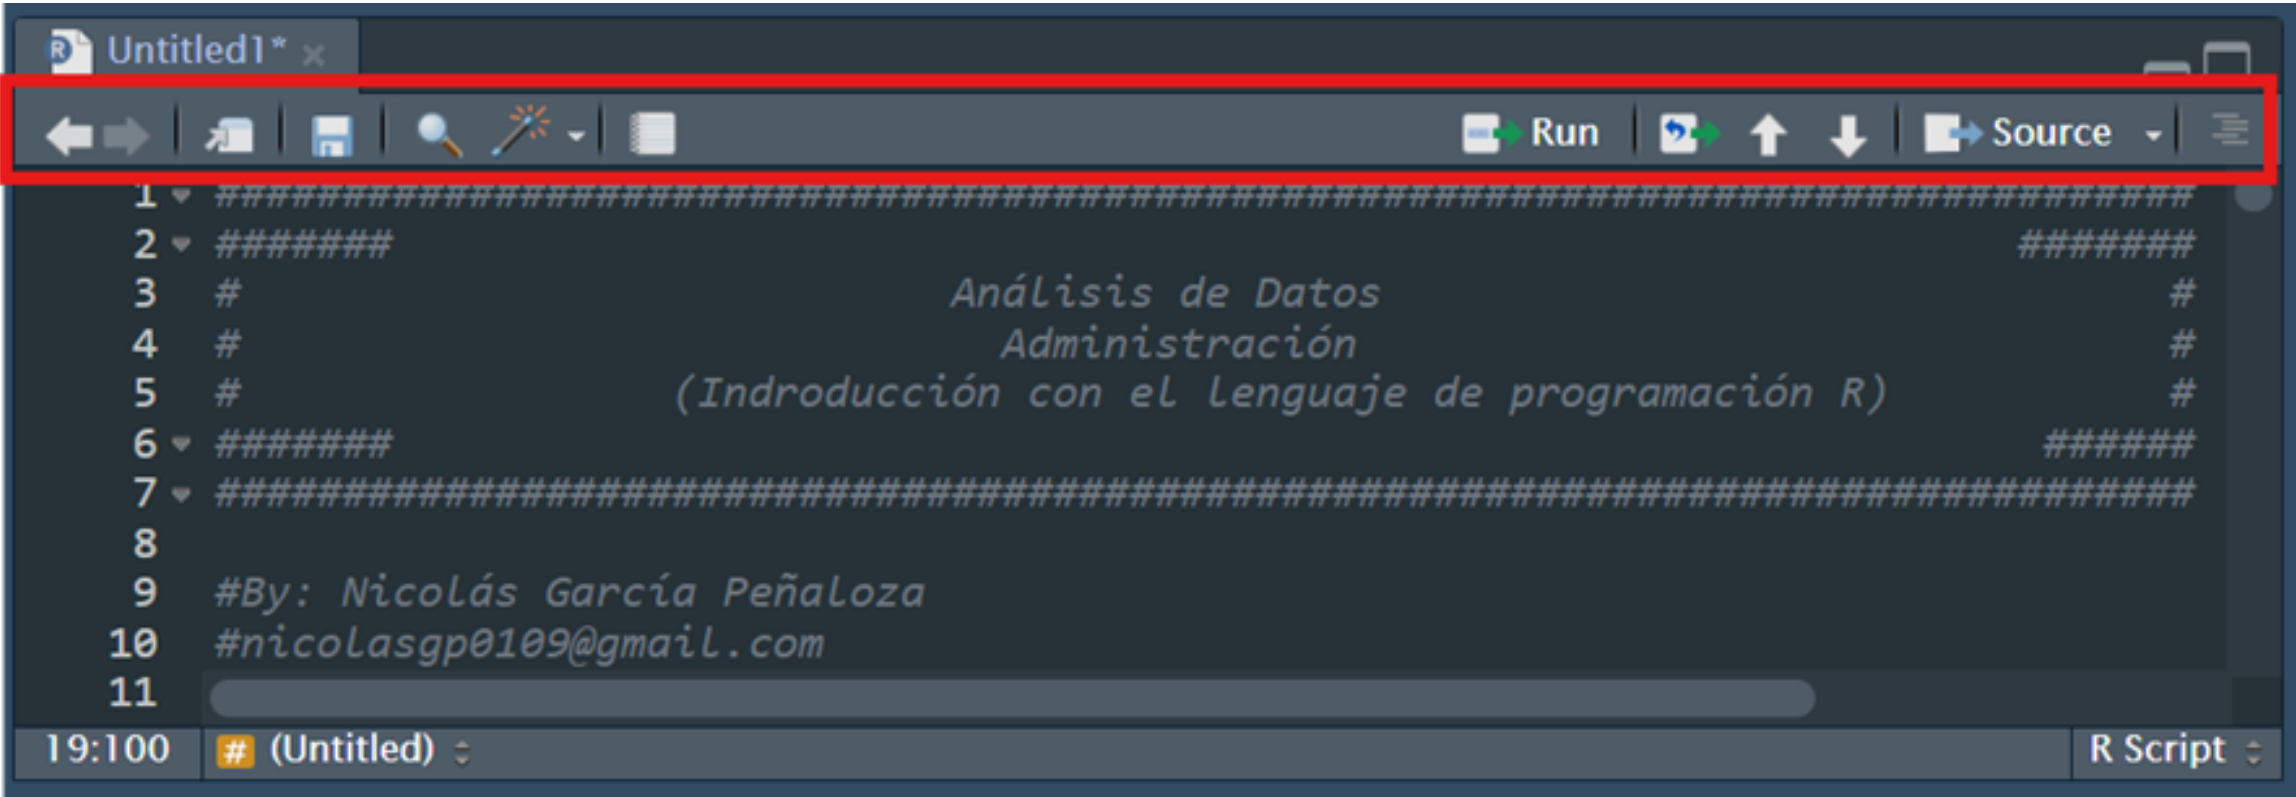 Untitled1*
Run Source
1 #############################################################################
2 ####### #######
3 # Análisis de Datos #
4 # Administración #
5 # (Indroducción con el lenguaje de programación R) #
6 ####### ######
7 #############################################################################
8
9 #By: Nicolás García Peñaloza
10 #nicolasgp0109@gmail.com
11
19:100 # (Untitled) R Script